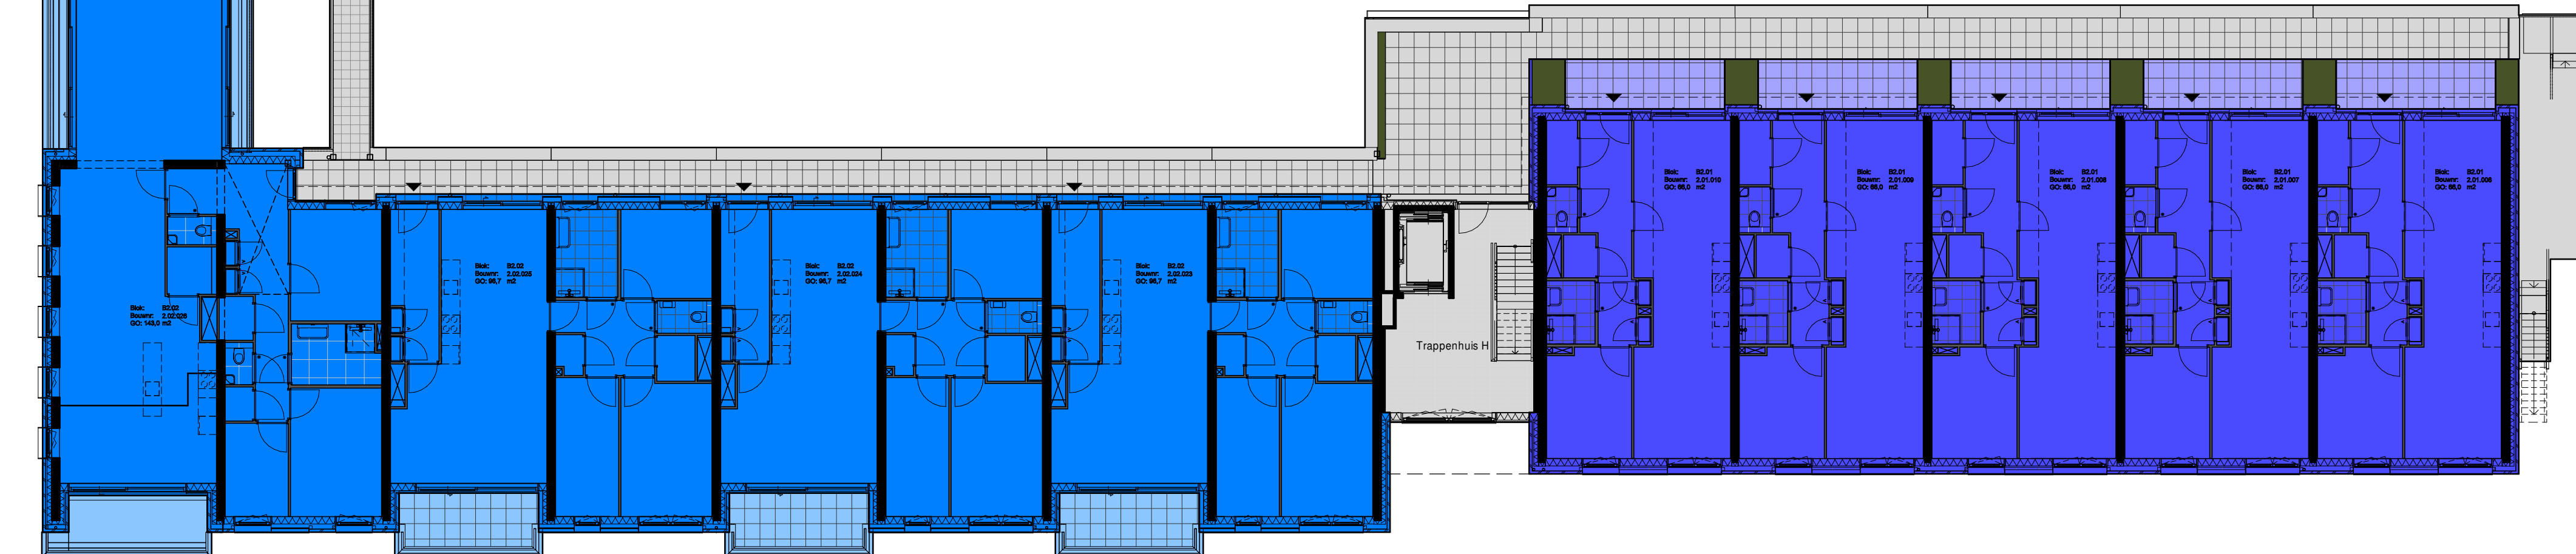 Blok: B2.02
Bouwnr: 2.02.026
GO: 143,0 m2
Blok: B2.02
Bouwnr: 2.02.025
GO: 96,7 m2
Blok: B2.02
Bouwnr: 2.02.024
GO: 96,7 m2
Blok: B2.02
Bouwnr: 2.02.023
GO: 96,7 m2
Trappenhuis H
Blok: B2.01
Bouwnr: 2.01.010
GO: 68,0 m2
Blok: B2.01
Bouwnr: 2.01.009
GO: 68,0 m2
Blok: B2.01
Bouwnr: 2.01.008
GO: 68,0 m2
Blok: B2.01
Bouwnr: 2.01.007
GO: 68,0 m2
Blok: B2.01
Bouwnr: 2.01.006
GO: 68,0 m2